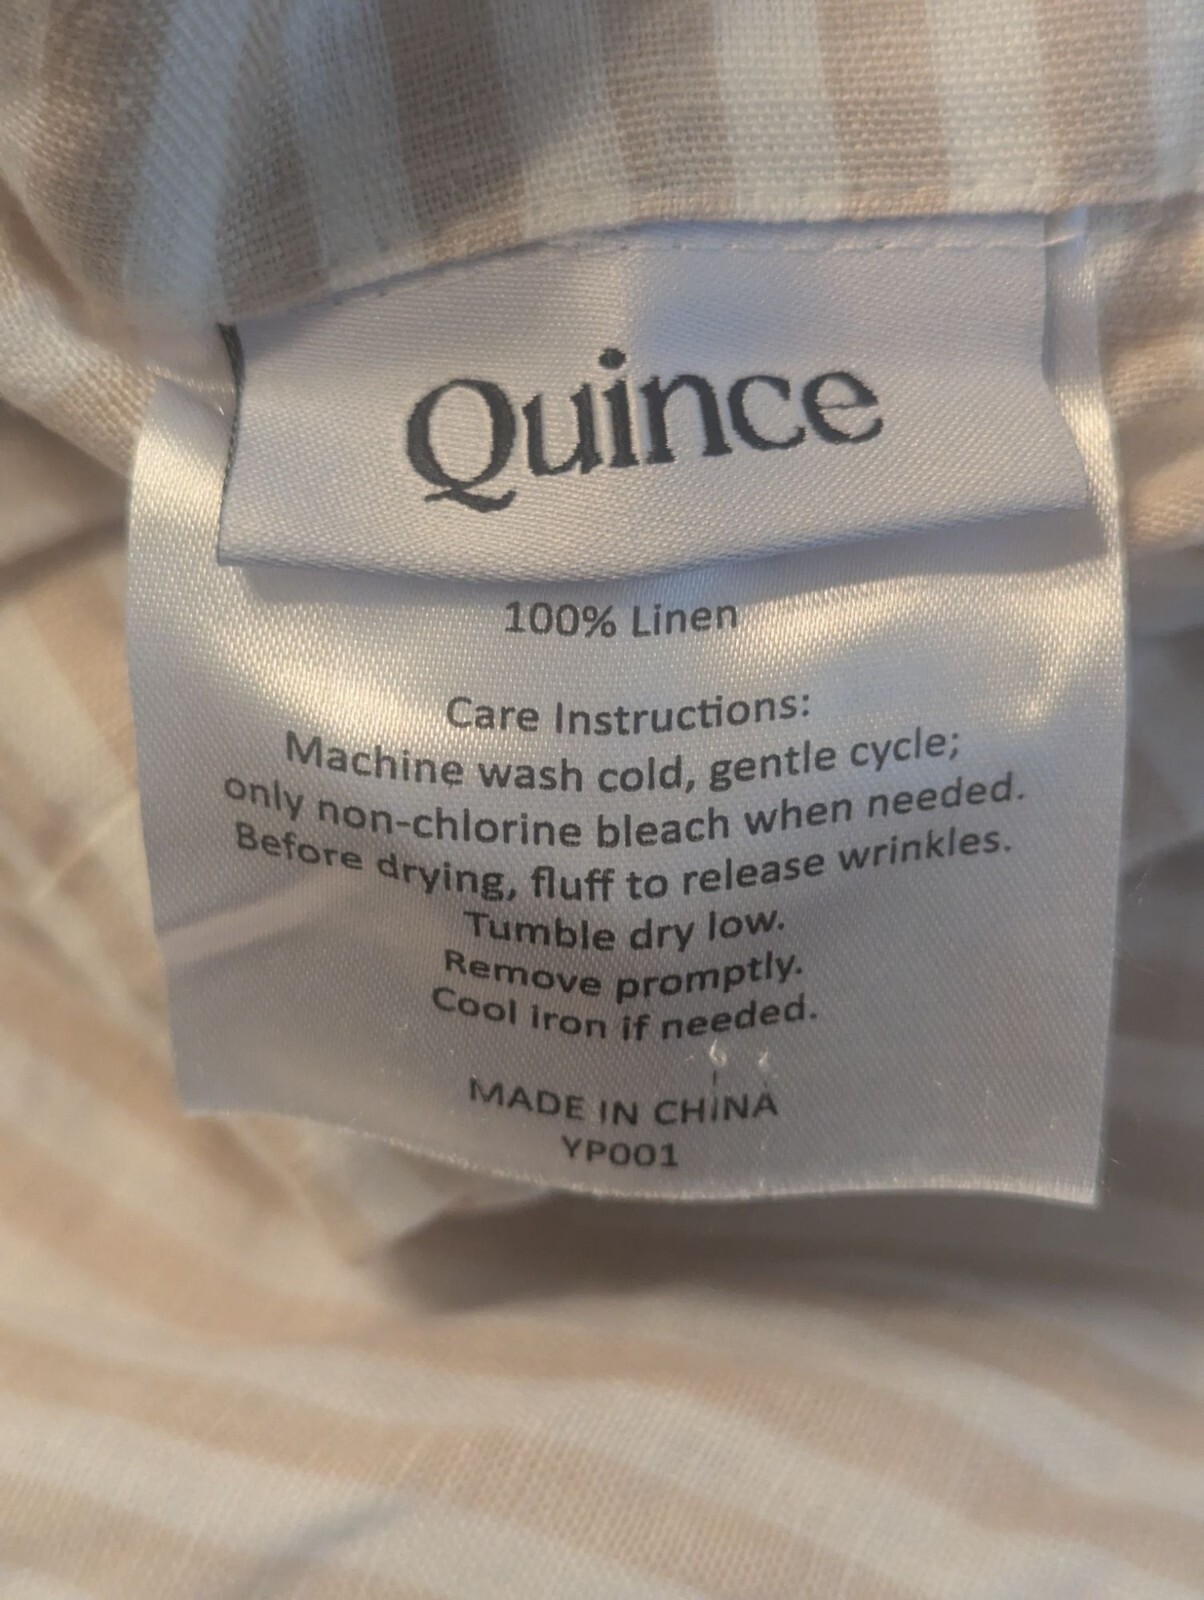 Quince
100% Linen
Care Instructions:
Machine wash cold, gentle cycle;
only non-chlorine bleach when needed.
Before drying, fluff to release wrinkles.
Tumble dry low.
Remove promptly.
Cool iron if needed.
MADE IN CHINA
YP001